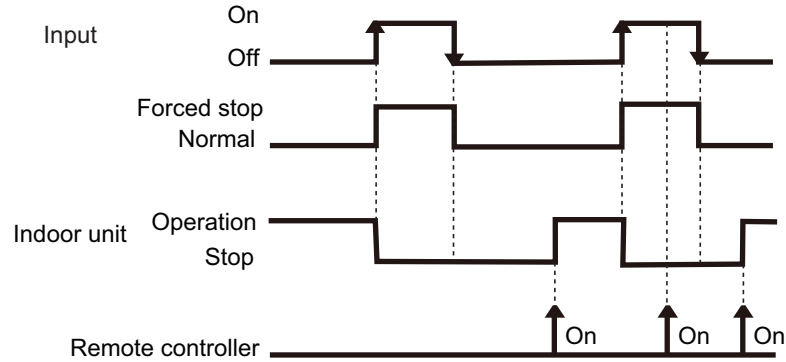 On
Input
Off
Forced stop
Normal
Operation
Indoor unit
Stop
On
On
On
Remote controller